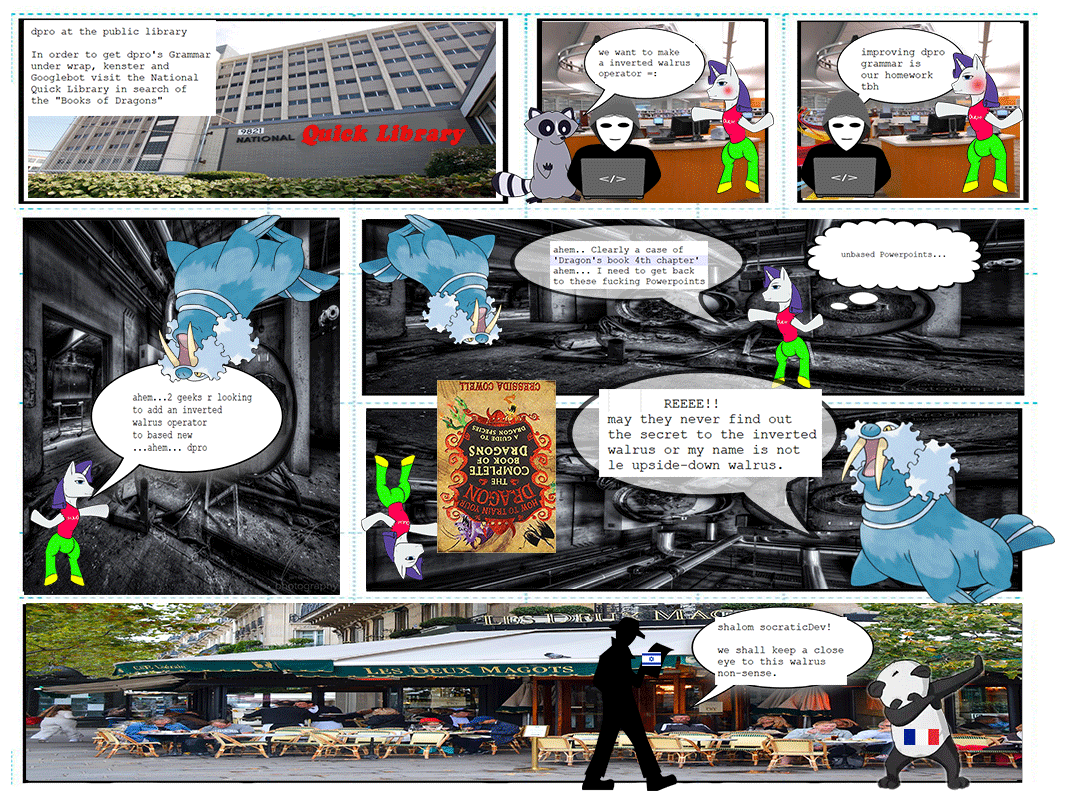 dpro at the public library
In order to get dpro's Grammar
under wrap, kenster and
Googlebot visit the National
Quick Library in search of
the "Books of Dragons"
9821
NATIONAL Quick Library
we want to make
a inverted walrus
operator =:
</>
improving dpro
grammar is
our homework
tbh
</>
ahem...2 geeks r looking
to add an inverted
walrus operator
to based new
...ahem... dpro
photography
ahem.. Clearly a case of
'Dragon's book 4th chapter'
ahem... I need to get back
to these fucking Powerpoints
unbased Powerpoints...
CRESSIDA COWELL
A GUIDE TO
DRAGON SPECIES
THE
COMPLETE
BOOK OF
DRAGONS
HOW TO TRAIN YOUR
DRAGON
REEEE!!
may they never find out
the secret to the inverted
walrus or my name is not
le upside-down walrus.
LES DEUX MAG
LES DEUX MAGOTS
shalom socraticDev!
we shall keep a close
eye to this walrus
non-sense.